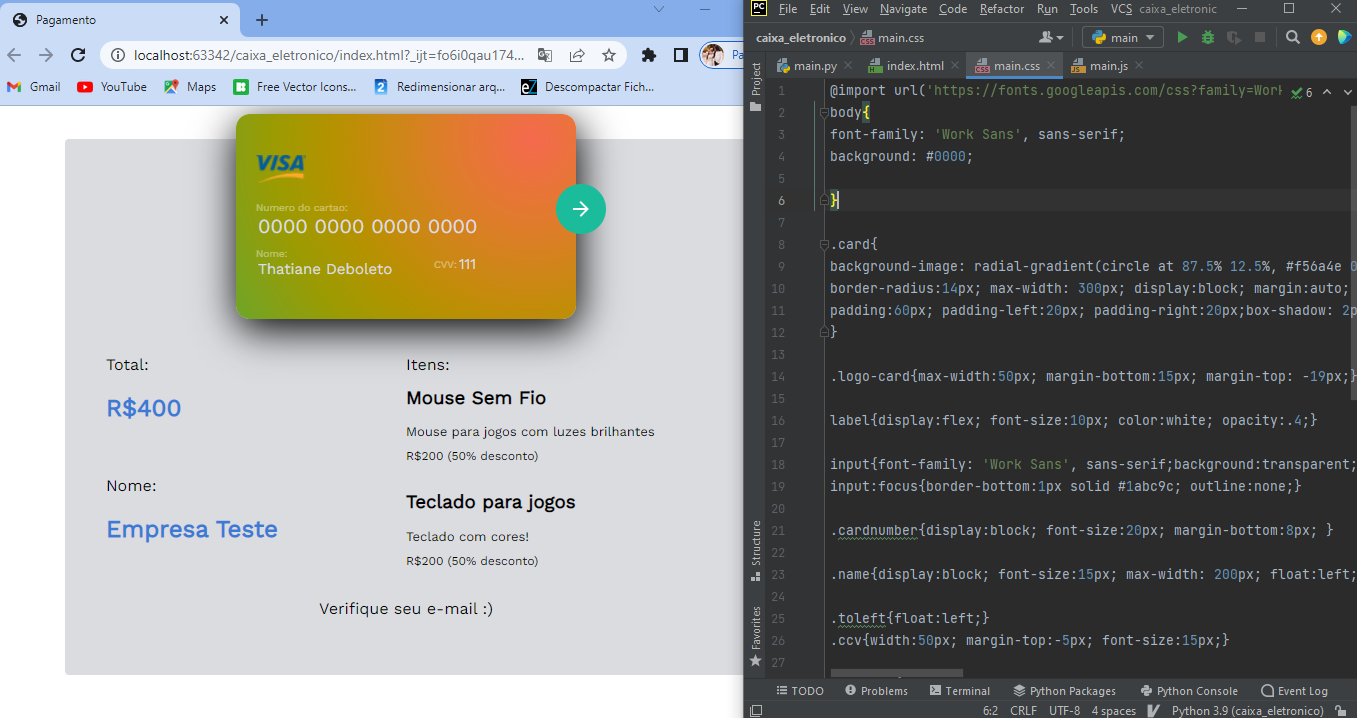 Pagamento
localhost:63342/caixa_eletronico/index.html?_ijt=fo6i0qau174...
Pa
Gmail
YouTube
Maps
Free Vector Icons...
Redimensionar arq...
Descompactar Fich...
VISA
Numero do cartao:
0000 0000 0000 0000
Nome:
Thatiane Deboleto
CVV: 111
Total:
R$400
Nome:
Empresa Teste
Itens:
Mouse Sem Fio
Mouse para jogos com luzes brilhantes
R$200 (50% desconto)
Teclado para jogos
Teclado com cores!
R$200 (50% desconto)
Verifique seu e-mail :)
PC File Edit View Navigate Code Refactor Run Tools VCS caixa_eletronic
caixa_eletronico main.css main
main.py index.html main.css main.js
Project
Structure
Favorites
6
1 @import url('https://fonts.googleapis.com/css?family=Work
2 body{
3 font-family: 'Work Sans', sans-serif;
4 background: #0000;
5
6 }
7
8 .card{
9 background-image: radial-gradient(circle at 87.5% 12.5%, #f56a4e 0
10 border-radius:14px; max-width: 300px; display:block; margin:auto;
11 padding:60px; padding-left:20px; padding-right:20px;box-shadow: 2p
12 }
13
14 .logo-card{max-width:50px; margin-bottom:15px; margin-top: -19px;}
15
16 label{display:flex; font-size:10px; color:white; opacity:.4;}
17
18 input{font-family: 'Work Sans', sans-serif;background:transparent;
19 input:focus{border-bottom:1px solid #1abc9c; outline:none;}
20
21 .cardnumber{display:block; font-size:20px; margin-bottom:8px; }
22
23 .name{display:block; font-size:15px; max-width: 200px; float:left;
24
25 .toleft{float:left;}
26 .ccv{width:50px; margin-top:-5px; font-size:15px;}
27
TODO Problems Terminal Python Packages Python Console Event Log
6:2 CRLF UTF-8 4 spaces Python 3.9 (caixa_eletronico)